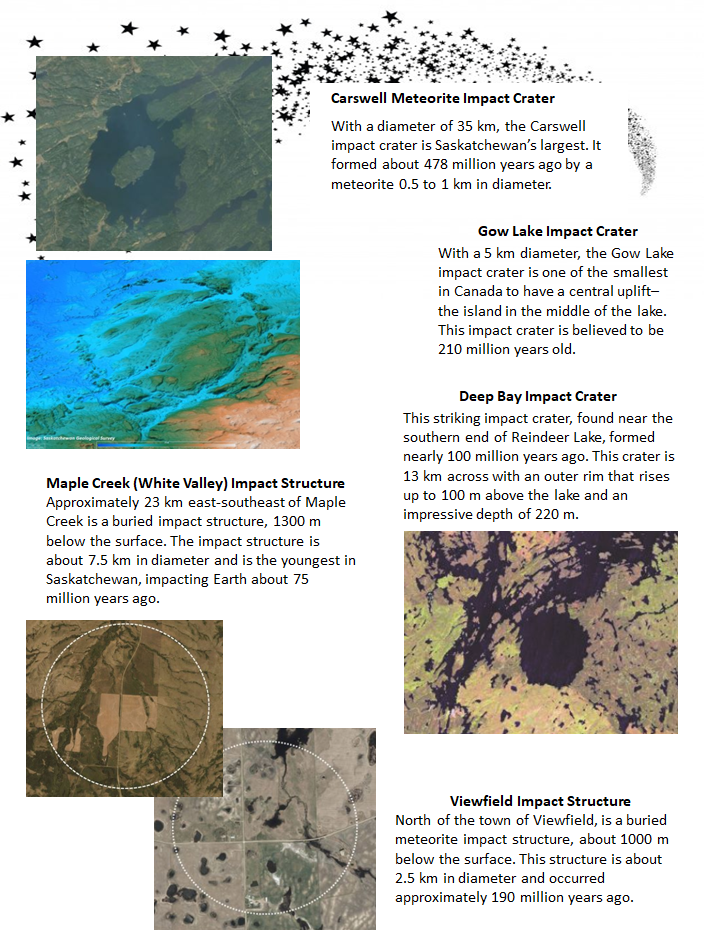 Carswell Meteorite Impact Crater
With a diameter of 35 km, the Carswell
impact crater is Saskatchewan's largest. It
formed about 478 million years ago by a
meteorite 0.5 to 1 km in diameter.
Gow Lake Impact Crater
With a 5 km diameter, the Gow Lake
impact crater is one of the smallest
in Canada to have a central uplift–
the island in the middle of the lake.
This impact crater is believed to be
210 million years old.
Image: Saskatchewan Geological Survey
Deep Bay Impact Crater
This striking impact crater, found near the
southern end of Reindeer Lake, formed
nearly 100 million years ago. This crater is
13 km across with an outer rim that rises
up to 100 m above the lake and an
impressive depth of 220 m.
Maple Creek (White Valley) Impact Structure
Approximately 23 km east-southeast of Maple
Creek is a buried impact structure, 1300 m
below the surface. The impact structure is
about 7.5 km in diameter and is the youngest in
Saskatchewan, impacting Earth about 75
million years ago.
Viewfield Impact Structure
North of the town of Viewfield, is a buried
meteorite impact structure, about 1000 m
below the surface. This structure is about
2.5 km in diameter and occurred
approximately 190 million years ago.